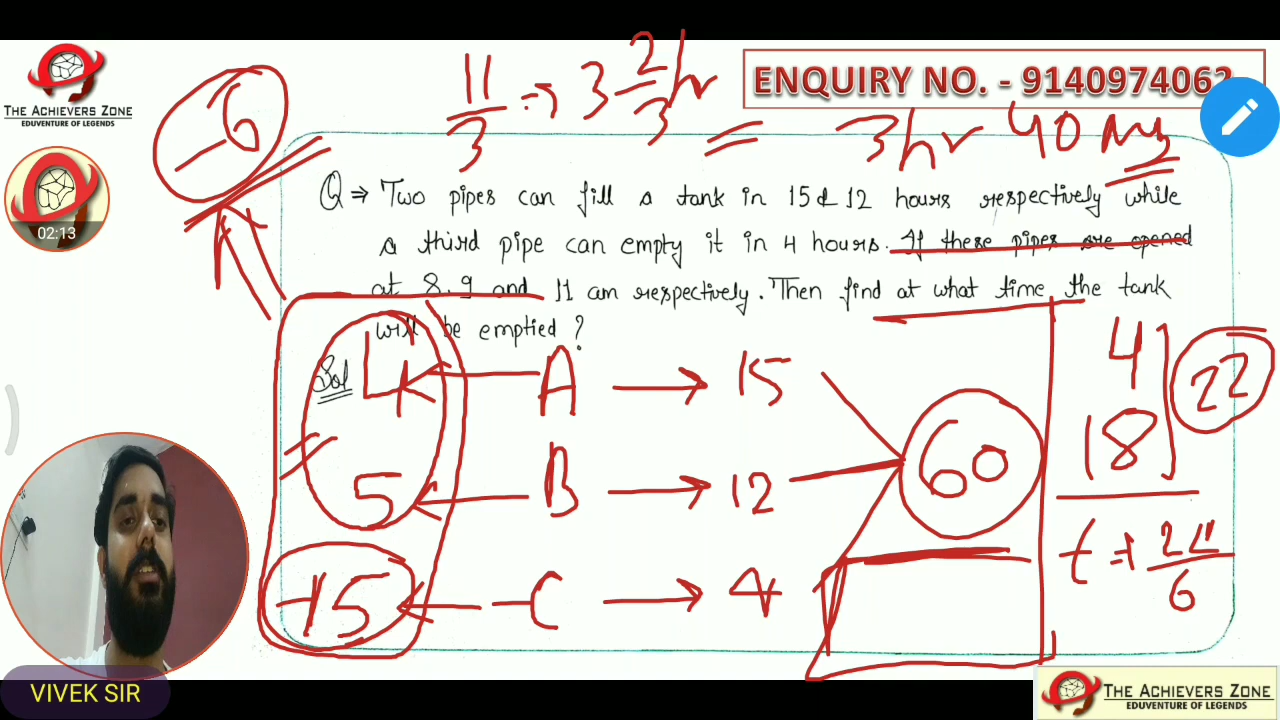 11/3 → 3 2/3 hr
= 3hr 40 
-6
ENQUIRY NO. - 9140974062
THE ACHIEVERS ZONE
EDUVENTURE OF LEGENDS
02:13
Q ⇒ Two pipes can fill a tank in 15 & 12 hours respectively while
a third pipe can empty it in 4 hours. If these pipes are opened
at 8, 9 and 11 am respectively. Then find at what time the tank
will be emptied?
Sol
4 ← A → 15
5 ← B → 12
-15 ← C → 4
60
4
18
22
t ⇒ 22/6
VIVEK SIR
THE ACHIEVERS ZONE
EDUVENTURE OF LEGENDS